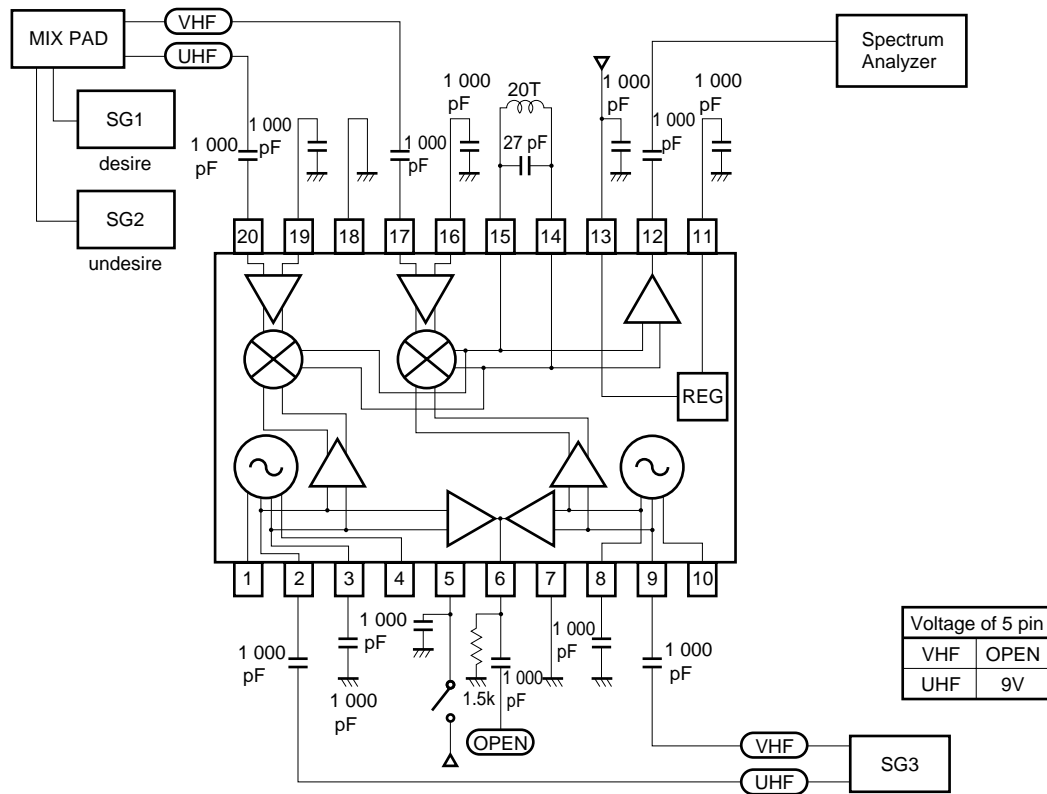 VHF
MIX PAD
UHF
Spectrum
Analyzer
SG1
desire
SG2
undesire
1 000
pF
1 000
pF
1 000
pF
1 000
pF
20T
27 pF
1 000
pF
1 000
pF
1 000
pF
20
19
18
17
16
15
14
13
12
11
REG
1
2
3
4
5
6
7
8
9
10
1 000
pF
1 000
pF
1 000
pF
1.5k
1 000
pF
1 000
pF
1 000
pF
OPEN
Voltage of 5 pin
VHF OPEN
UHF 9V
VHF
UHF
SG3